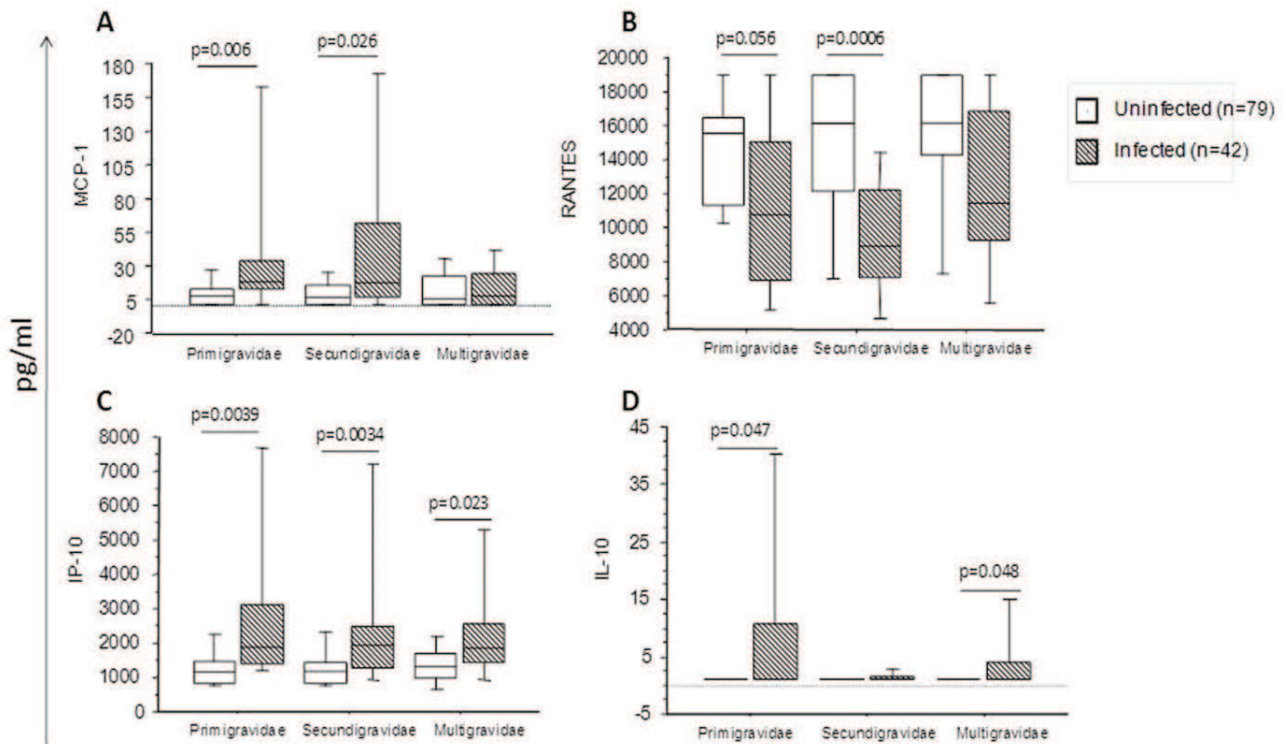 pg/ml
A
p=0.006
p=0.026
MCP-1
180
155
130
105
80
55
30
5
-20
Primigravidae Secundigravidae Multigravidae
B
p=0.056
p=0.0006
RANTES
20000
18000
16000
14000
12000
10000
8000
6000
4000
Primigravidae Secundigravidae Multigravidae
Uninfected (n=79)
Infected (n=42)
C
p=0.0039
p=0.0034
p=0.023
IP-10
8000
7000
6000
5000
4000
3000
2000
1000
0
Primigravidae Secundigravidae Multigravidae
D
p=0.047
p=0.048
IL-10
45
35
25
15
5
-5
Primigravidae Secundigravidae Multigravidae